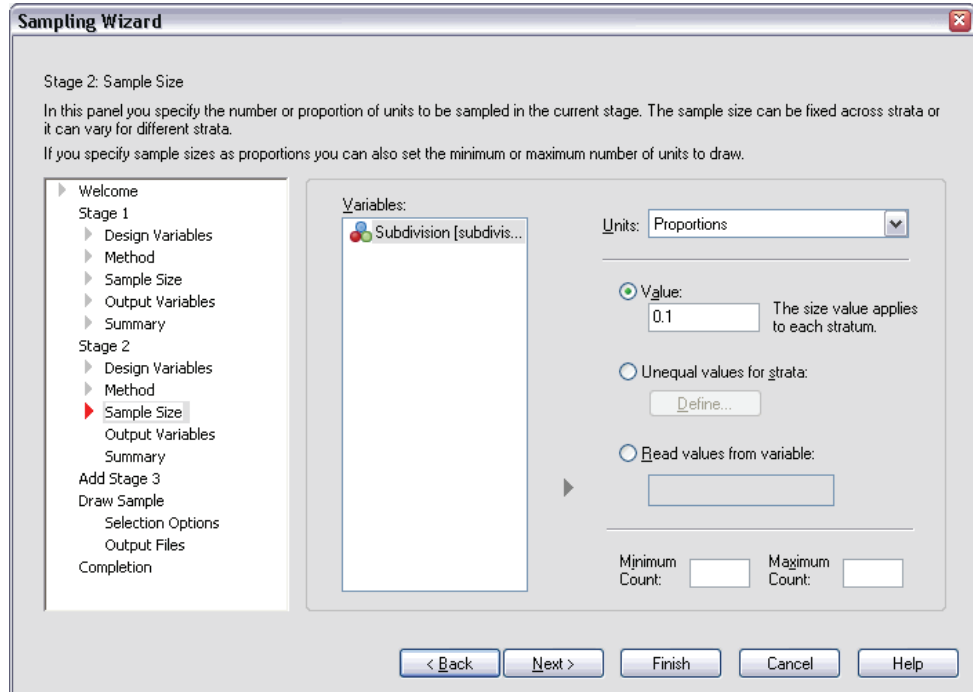 Sampling Wizard
Stage 2: Sample Size
In this panel you specify the number or proportion of units to be sampled in the current stage. The sample size can be fixed across strata or
it can vary for different strata.
If you specify sample sizes as proportions you can also set the minimum or maximum number of units to draw.
Welcome
Stage 1
Design Variables
Method
Sample Size
Output Variables
Summary
Stage 2
Design Variables
Method
Sample Size
Output Variables
Summary
Add Stage 3
Draw Sample
Selection Options
Output Files
Completion
Variables:
Subdivision [subdivis...
Units: Proportions
Value:
0.1
The size value applies
to each stratum.
Unequal values for strata:
Define...
Read values from variable:
Minimum
Count:
Maximum
Count:
< Back
Next >
Finish
Cancel
Help